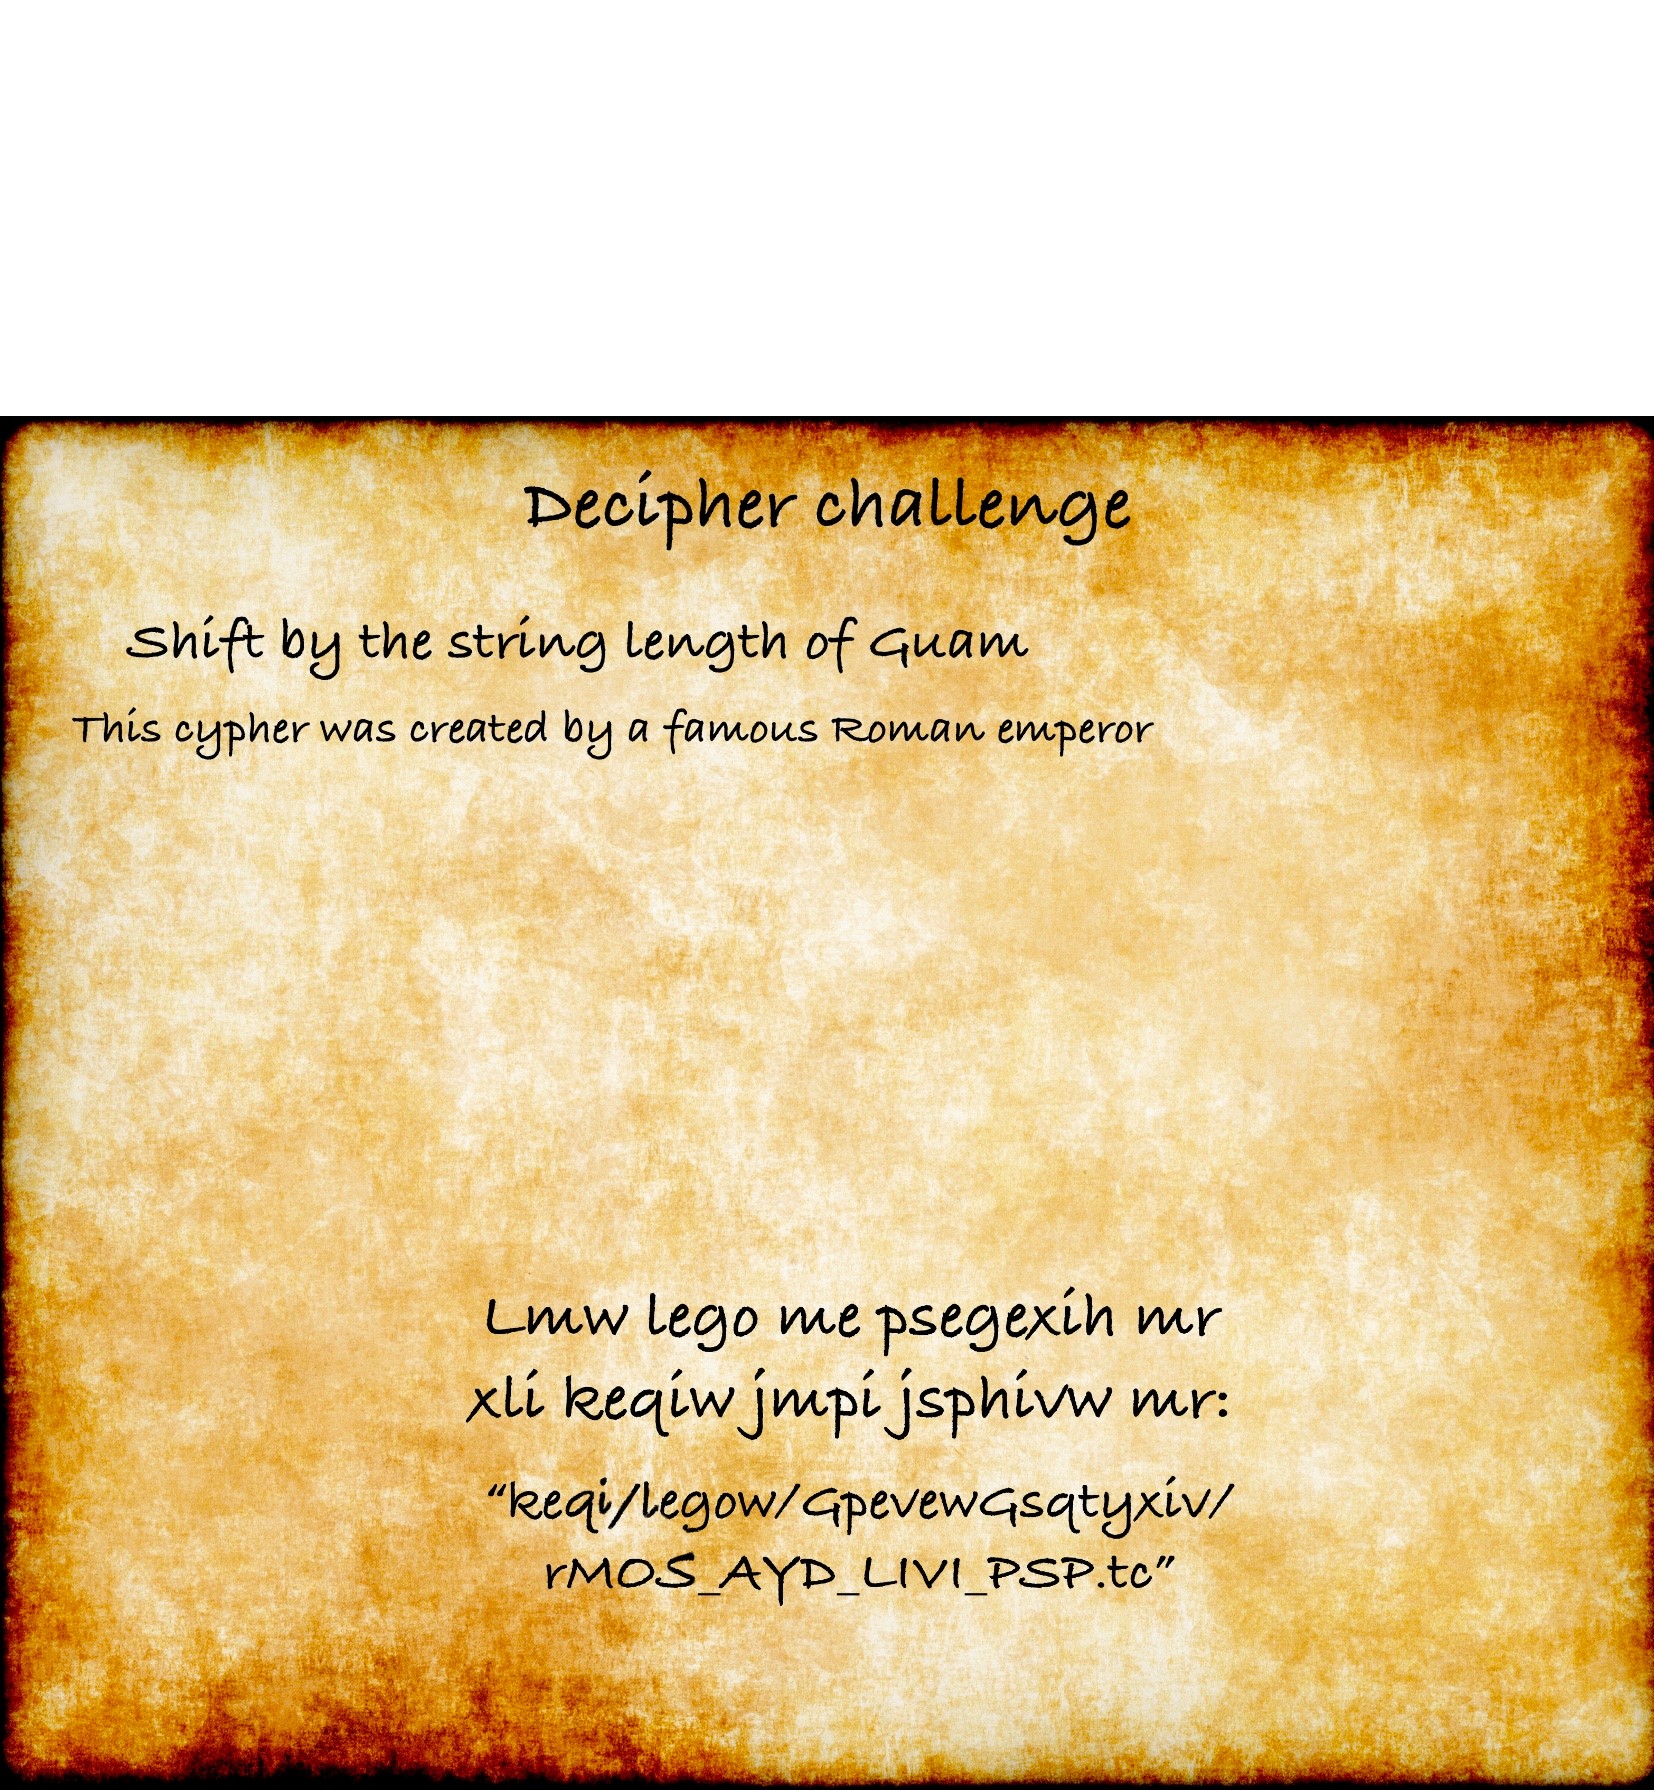 Decipher challenge
Shift by the string length of Guam
This cypher was created by a famous Roman emperor
Lmw lego me psegexih mr
xli keqiw jmpi jsphivw mr:
“keqi/legow/GpevewGsqtyxiv/
rMOS_AYD_LIVI_PSP.tc”